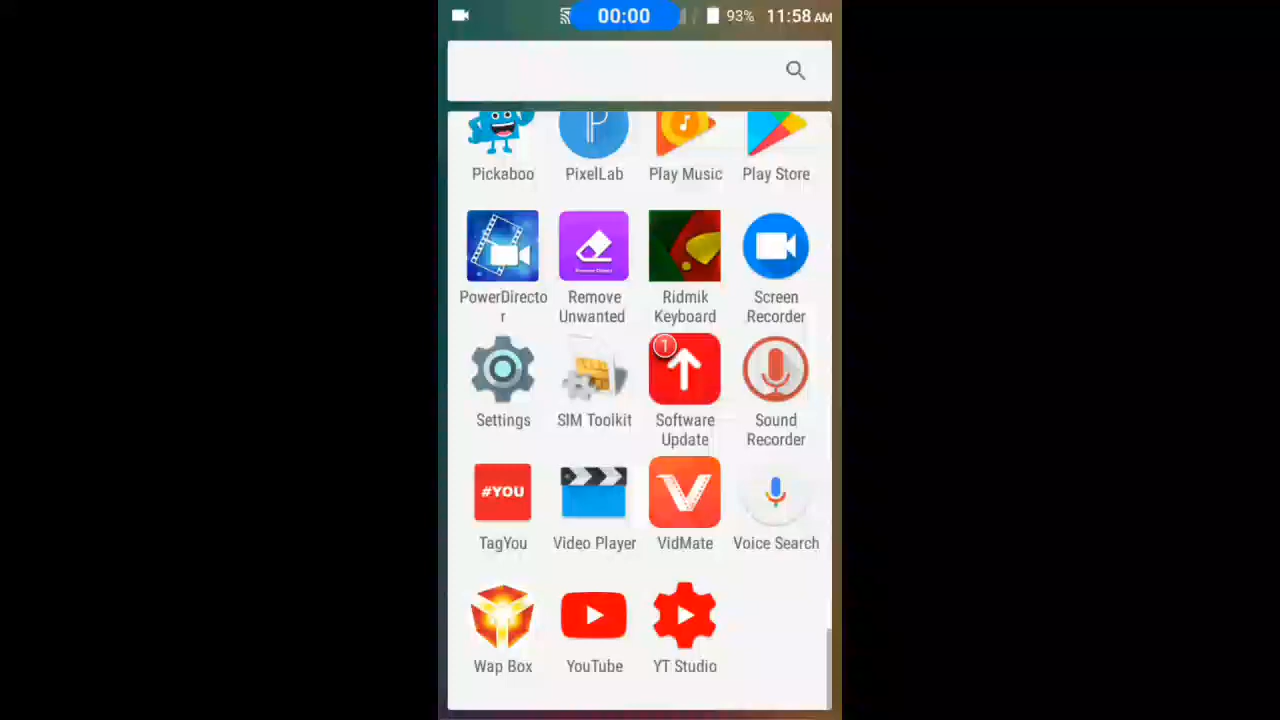 00:00 93% 11:58 AM
Pickaboo PixelLab Play Music Play Store
PowerDirecto Remove Ridmik Screen
r Unwanted Keyboard Recorder
1
Settings SIM Toolkit Software Sound
Update Recorder
#YOU
TagYou Video Player VidMate Voice Search
Wap Box YouTube YT Studio